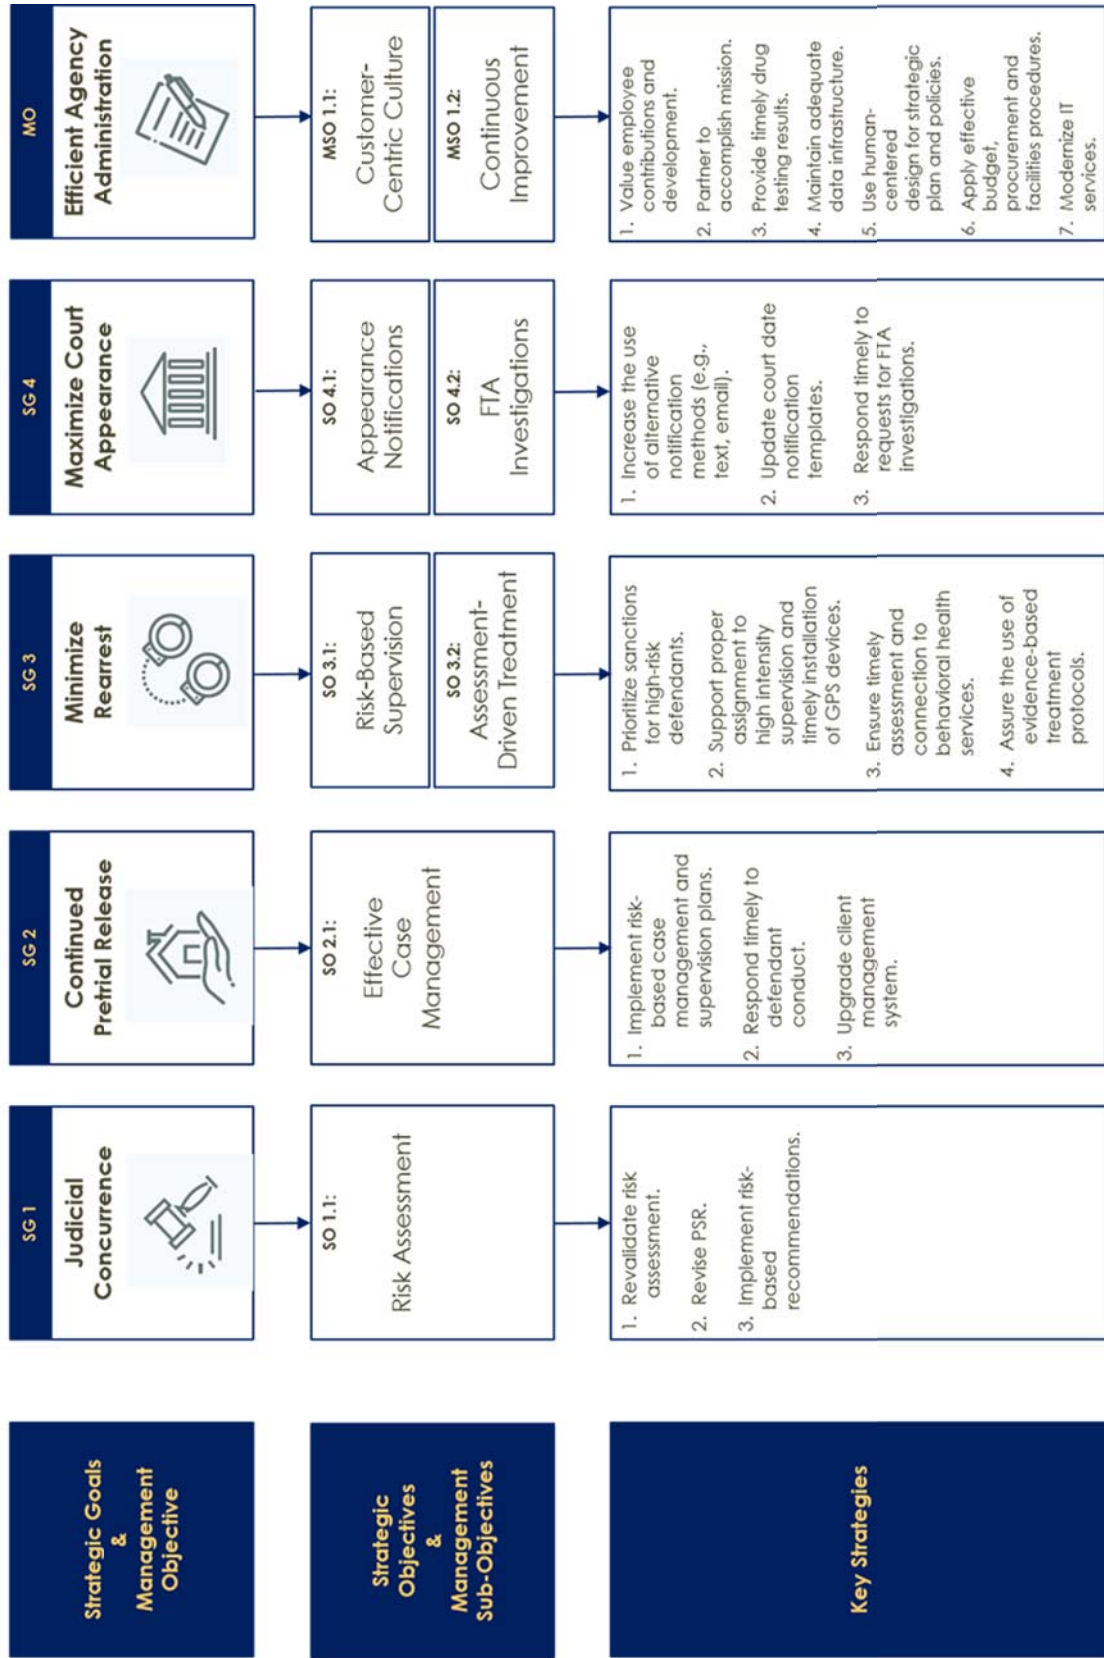 Strategic Goals
&
Management
Objective
SG 1
Judicial
Concurrence
SG 2
Continued
Pretrial Release
SG 3
Minimize
Rearrest
SG 4
Maximize Court
Appearance
MO
Efficient Agency
Administration
Strategic
Objectives
&
Management
Sub-Objectives
SO 1.1:
Risk Assessment
SO 2.1:
Effective
Case
Management
SO 3.1:
Risk-Based
Supervision
SO 3.2:
Assessment-
Driven Treatment
SO 4.1:
Appearance
Notifications
SO 4.2:
FTA
Investigations
MSO 1.1:
Customer-
Centric Culture
MSO 1.2:
Continuous
Improvement
Key Strategies
1. Revalidate risk
assessment.
2. Revise PSR.
3. Implement risk-
based
recommendations.
1. Implement risk-
based case
management and
supervision plans.
2. Respond timely to
defendant
conduct.
3. Upgrade client
management
system.
1. Prioritize sanctions
for high-risk
defendants.
2. Support proper
assignment to
high intensity
supervision and
timely installation
of GPS devices.
3. Ensure timely
assessment and
connection to
behavioral health
services.
4. Assure the use of
evidence-based
treatment
protocols.
1. Increase the use
of alternative
notification
methods (e.g.,
text, email).
2. Update court date
notification
templates.
3. Respond timely to
requests for FTA
investigations.
1. Value employee
contributions and
development.
2. Partner to
accomplish mission.
3. Provide timely drug
testing results.
4. Maintain adequate
data infrastructure.
5. Use human-
centered
design for strategic
plan and policies.
6. Apply effective
budget,
procurement and
facilities procedures.
7. Modernize IT
services.